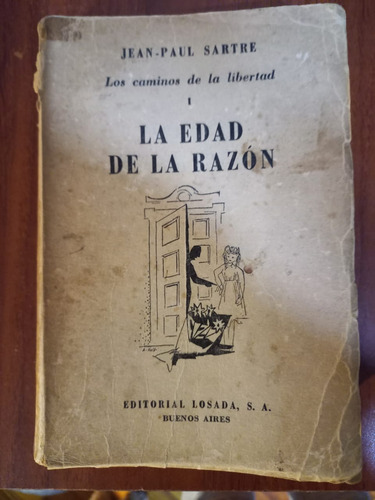 JEAN-PAUL SARTRE
Los caminos de la libertad
I
LA EDAD
DE LA RAZÓN
EDITORIAL LOSADA, S. A.
BUENOS AIRES